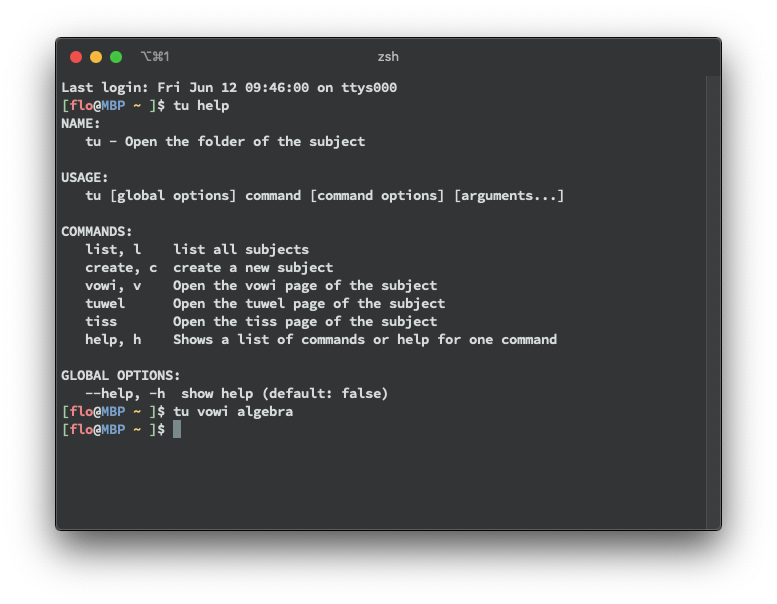 ⌥⌘1 zsh
Last login: Fri Jun 12 09:46:00 on ttys000
[flo@MBP ~ ]$ tu help
NAME:
   tu - Open the folder of the subject

USAGE:
   tu [global options] command [command options] [arguments...]

COMMANDS:
   list, l    list all subjects
   create, c  create a new subject
   vowi, v    Open the vowi page of the subject
   tuwel      Open the tuwel page of the subject
   tiss       Open the tiss page of the subject
   help, h    Shows a list of commands or help for one command

GLOBAL OPTIONS:
   --help, -h  show help (default: false)
[flo@MBP ~ ]$ tu vowi algebra
[flo@MBP ~ ]$